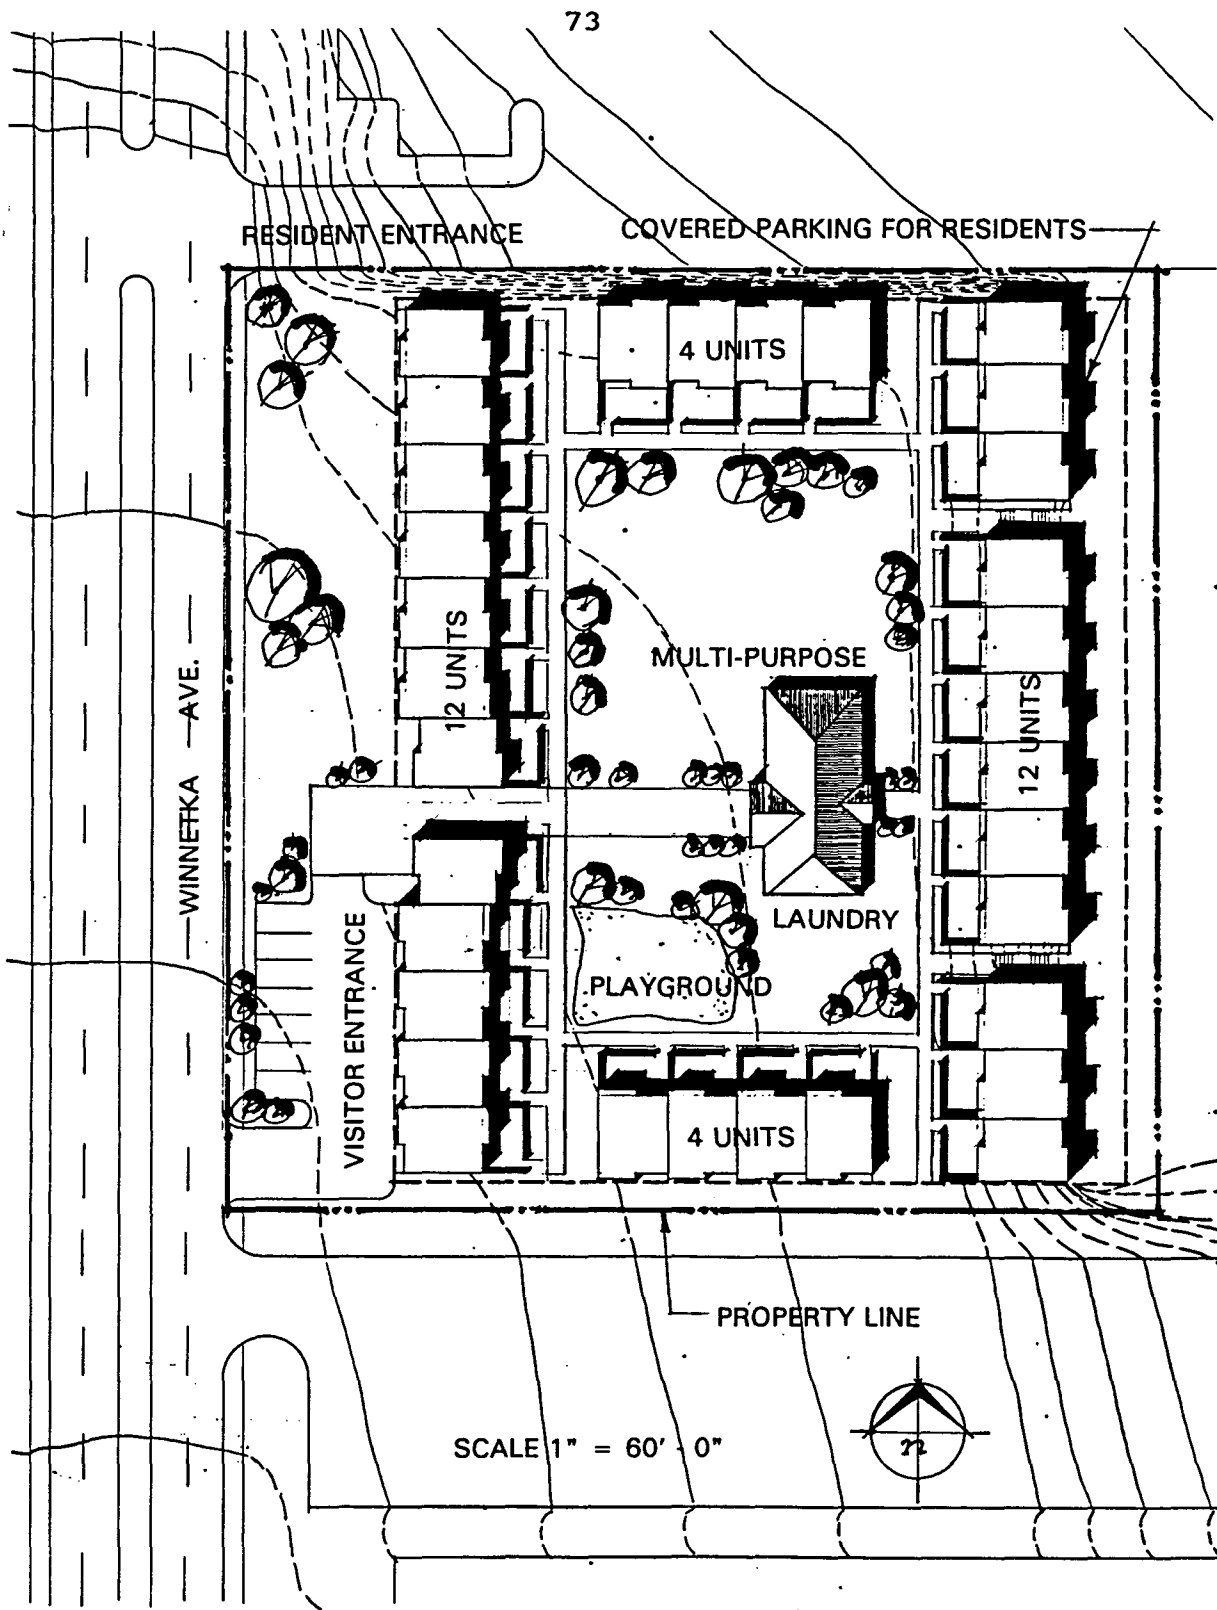 73
RESIDENT ENTRANCE
COVERED PARKING FOR RESIDENTS
4 UNITS
12 UNITS
MULTI-PURPOSE
12 UNITS
WINNETKA AVE.
LAUNDRY
VISITOR ENTRANCE
PLAYGROUND
4 UNITS
PROPERTY LINE
SCALE 1" = 60' - 0"
n